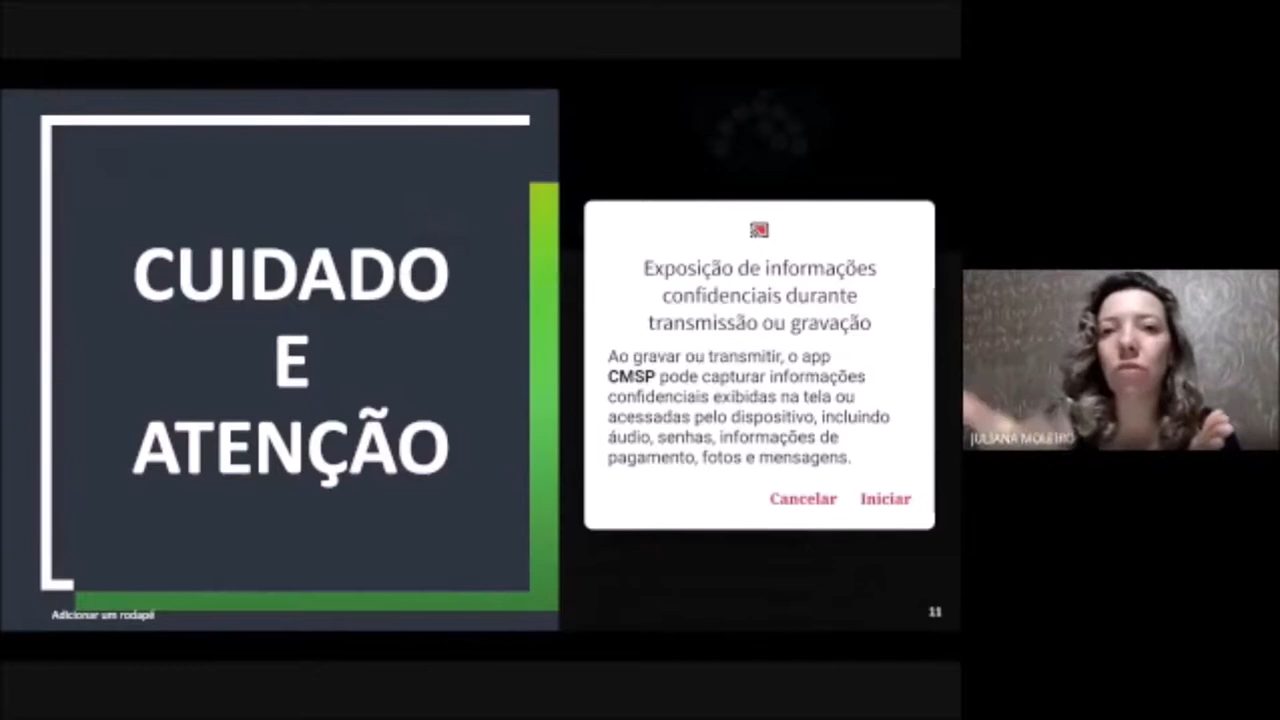 CUIDADO
E
ATENÇÃO
Adicionar um rodapé
Exposição de informações
confidenciais durante
transmissão ou gravação
Ao gravar ou transmitir, o app
CMSP pode capturar informações
confidenciais exibidas na tela ou
acessadas pelo dispositivo, incluindo
áudio, senhas, informações de
pagamento, fotos e mensagens.
Cancelar Iniciar
11
JULIANA MOLEIRO